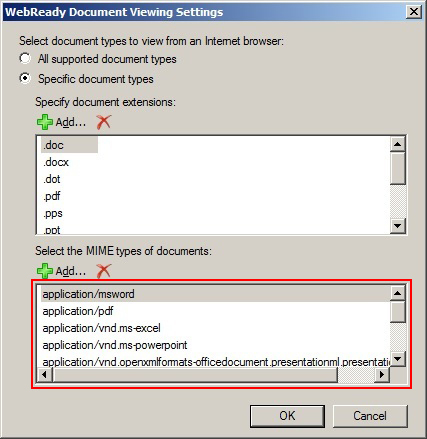 WebReady Document Viewing Settings
Select document types to view from an Internet browser:
All supported document types
Specific document types
Specify document extensions:
Add...
.doc
.docx
.dot
.pdf
.pps
.ppt
Select the MIME types of documents:
Add...
application/msword
application/pdf
application/vnd.ms-excel
application/vnd.ms-powerpoint
application/vnd.openxmlformats-officedocument.presentationml.presentatio
OK
Cancel